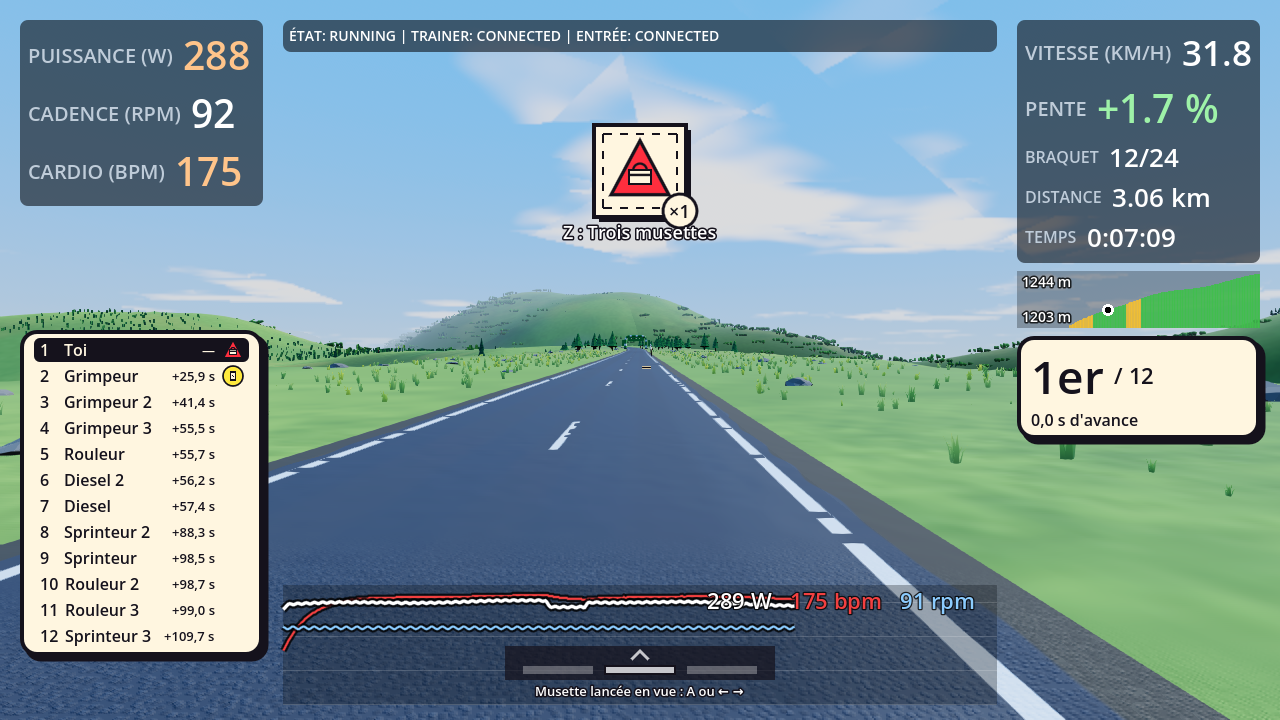 PUISSANCE (W) 288
CADENCE (RPM) 92
CARDIO (BPM) 175
ÉTAT: RUNNING | TRAINER: CONNECTED | ENTRÉE: CONNECTED
×1
Z : Trois musettes
VITESSE (KM/H) 31.8
PENTE +1.7 %
BRAQUET 12/24
DISTANCE 3.06 km
TEMPS 0:07:09
1244 m
1203 m
1er / 12
0,0 s d'avance
1 Toi —
2 Grimpeur +25,9 s
3 Grimpeur 2 +41,4 s
4 Grimpeur 3 +55,5 s
5 Rouleur +55,7 s
6 Diesel 2 +56,2 s
7 Diesel +57,4 s
8 Sprinteur 2 +88,3 s
9 Sprinteur +98,5 s
10 Rouleur 2 +98,7 s
11 Rouleur 3 +99,0 s
12 Sprinteur 3 +109,7 s
289 W 175 bpm 91 rpm
Musette lancée en vue : A ou ← →